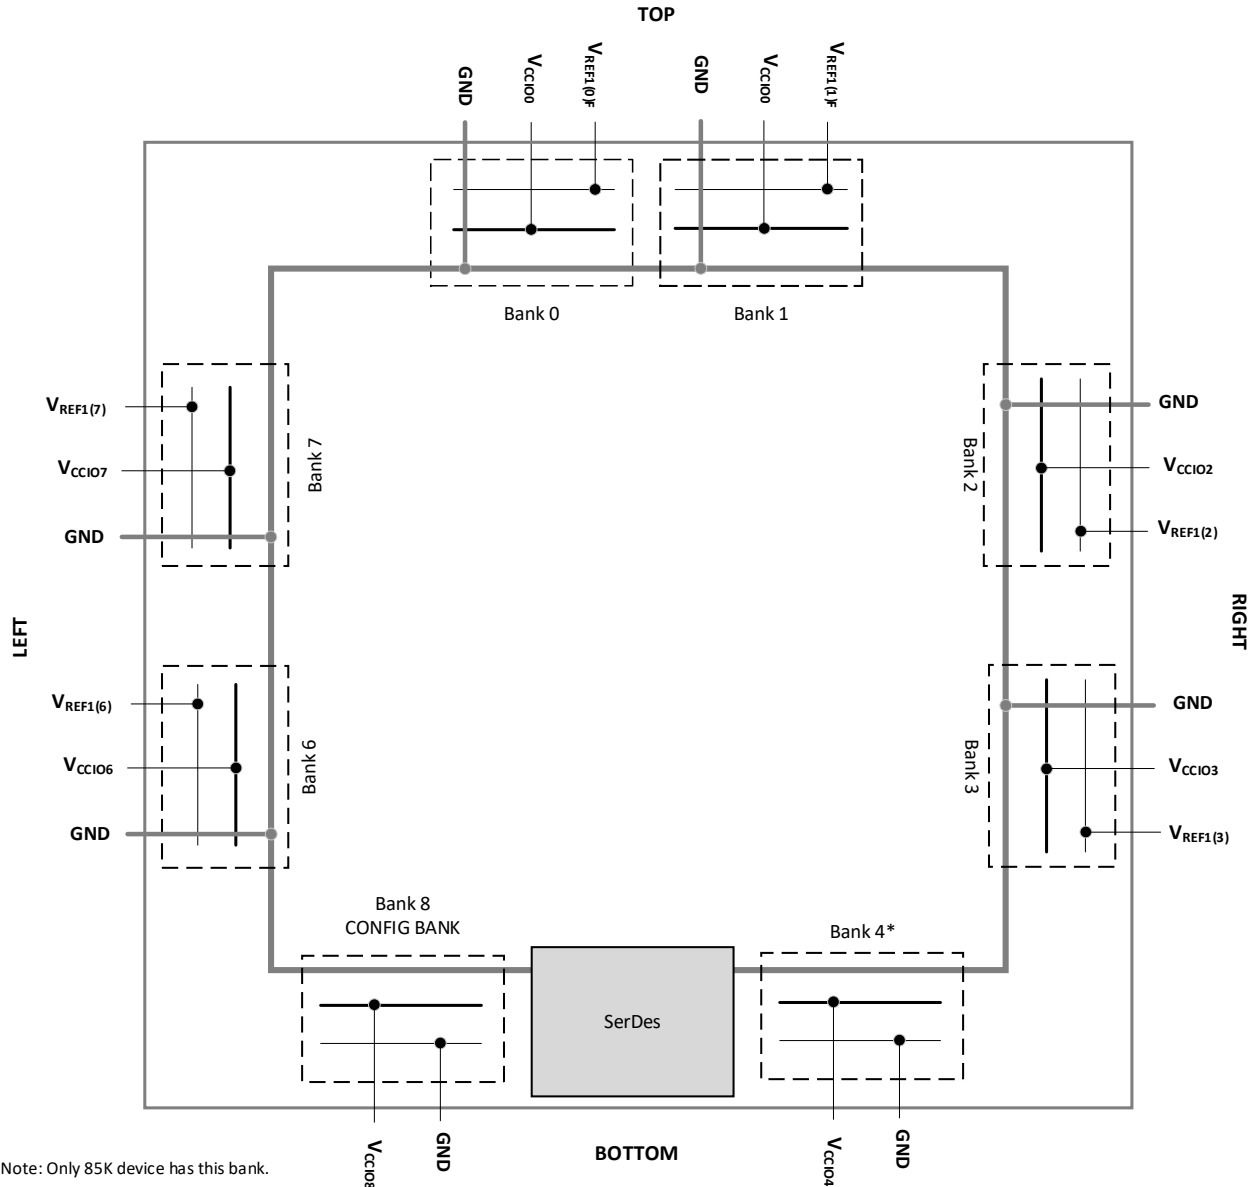 TOP
GND
VCCIO0
VREF1(0)F
GND
VCCIO0
VREF1(1)F
Bank 0
Bank 1
VREF1(7)
VCCIO7
GND
Bank 7
Bank 2
GND
VCCIO2
VREF1(2)
LEFT
RIGHT
VREF1(6)
VCCIO6
GND
Bank 6
Bank 3
GND
VCCIO3
VREF1(3)
Bank 8
CONFIG BANK
Bank 4*
SerDes
VCCIO8
GND
BOTTOM
VCCIO4
GND
Note: Only 85K device has this bank.